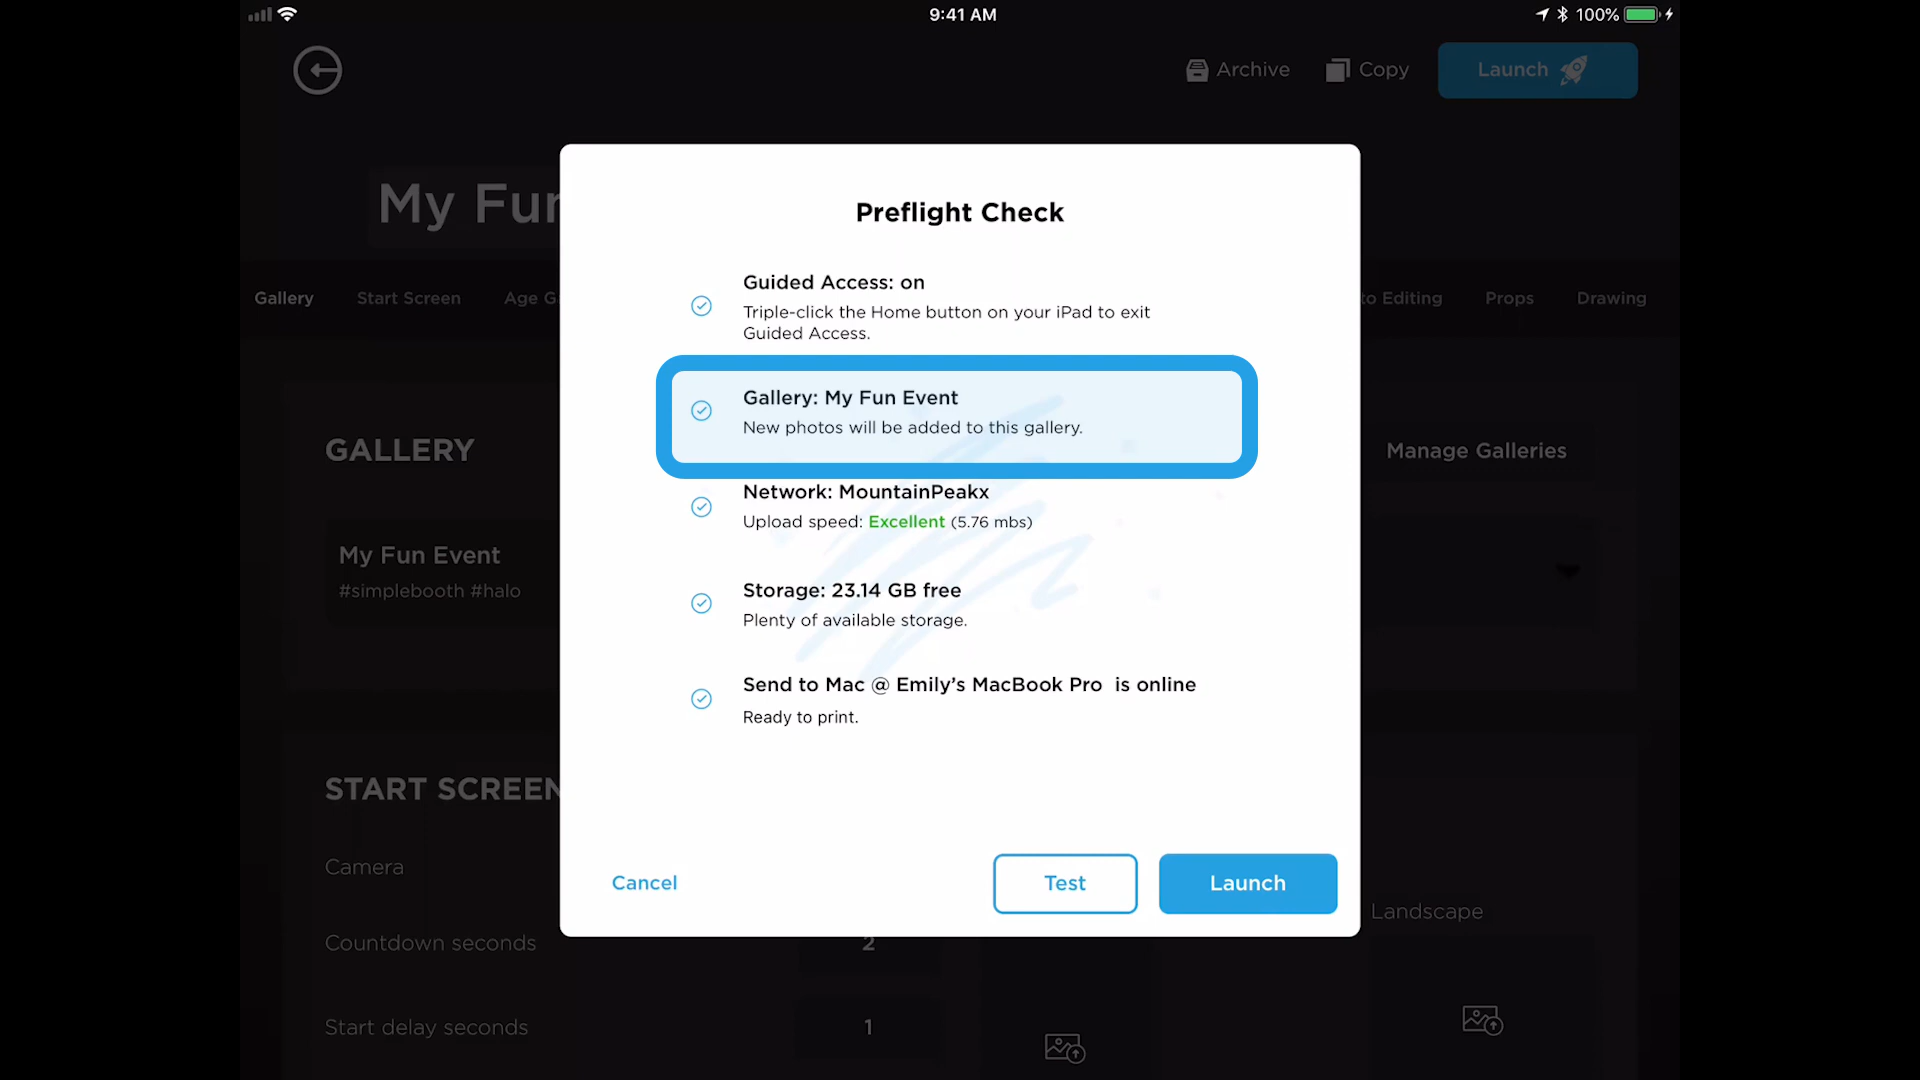 9:41 AM
100%
Archive
Copy
Launch
My Fun
Preflight Check
Guided Access: on
Triple-click the Home button on your iPad to exit
Guided Access.
Gallery
Start Screen
Age G
to Editing
Props
Drawing
Gallery: My Fun Event
New photos will be added to this gallery.
GALLERY
Manage Galleries
Network: MountainPeakx
Upload speed: Excellent (5.76 mbs)
My Fun Event
#simplebooth #halo
Storage: 23.14 GB free
Plenty of available storage.
Send to Mac @ Emily’s MacBook Pro is online
Ready to print.
START SCREEN
Camera
Cancel
Test
Launch
Landscape
Countdown seconds
2
Start delay seconds
1